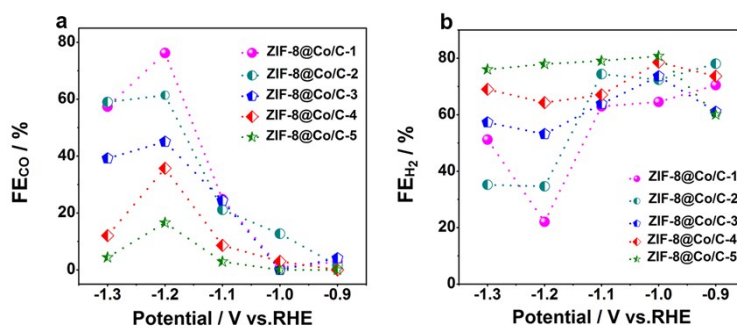 a
FECO / %
80
60
40
20
0
ZIF-8@Co/C-1
ZIF-8@Co/C-2
ZIF-8@Co/C-3
ZIF-8@Co/C-4
ZIF-8@Co/C-5
-1.3 -1.2 -1.1 -1.0 -0.9
Potential / V vs.RHE
b
FEH2 / %
100
80
60
40
20
0
ZIF-8@Co/C-1
ZIF-8@Co/C-2
ZIF-8@Co/C-3
ZIF-8@Co/C-4
ZIF-8@Co/C-5
-1.3 -1.2 -1.1 -1.0 -0.9
Potential / V vs.RHE